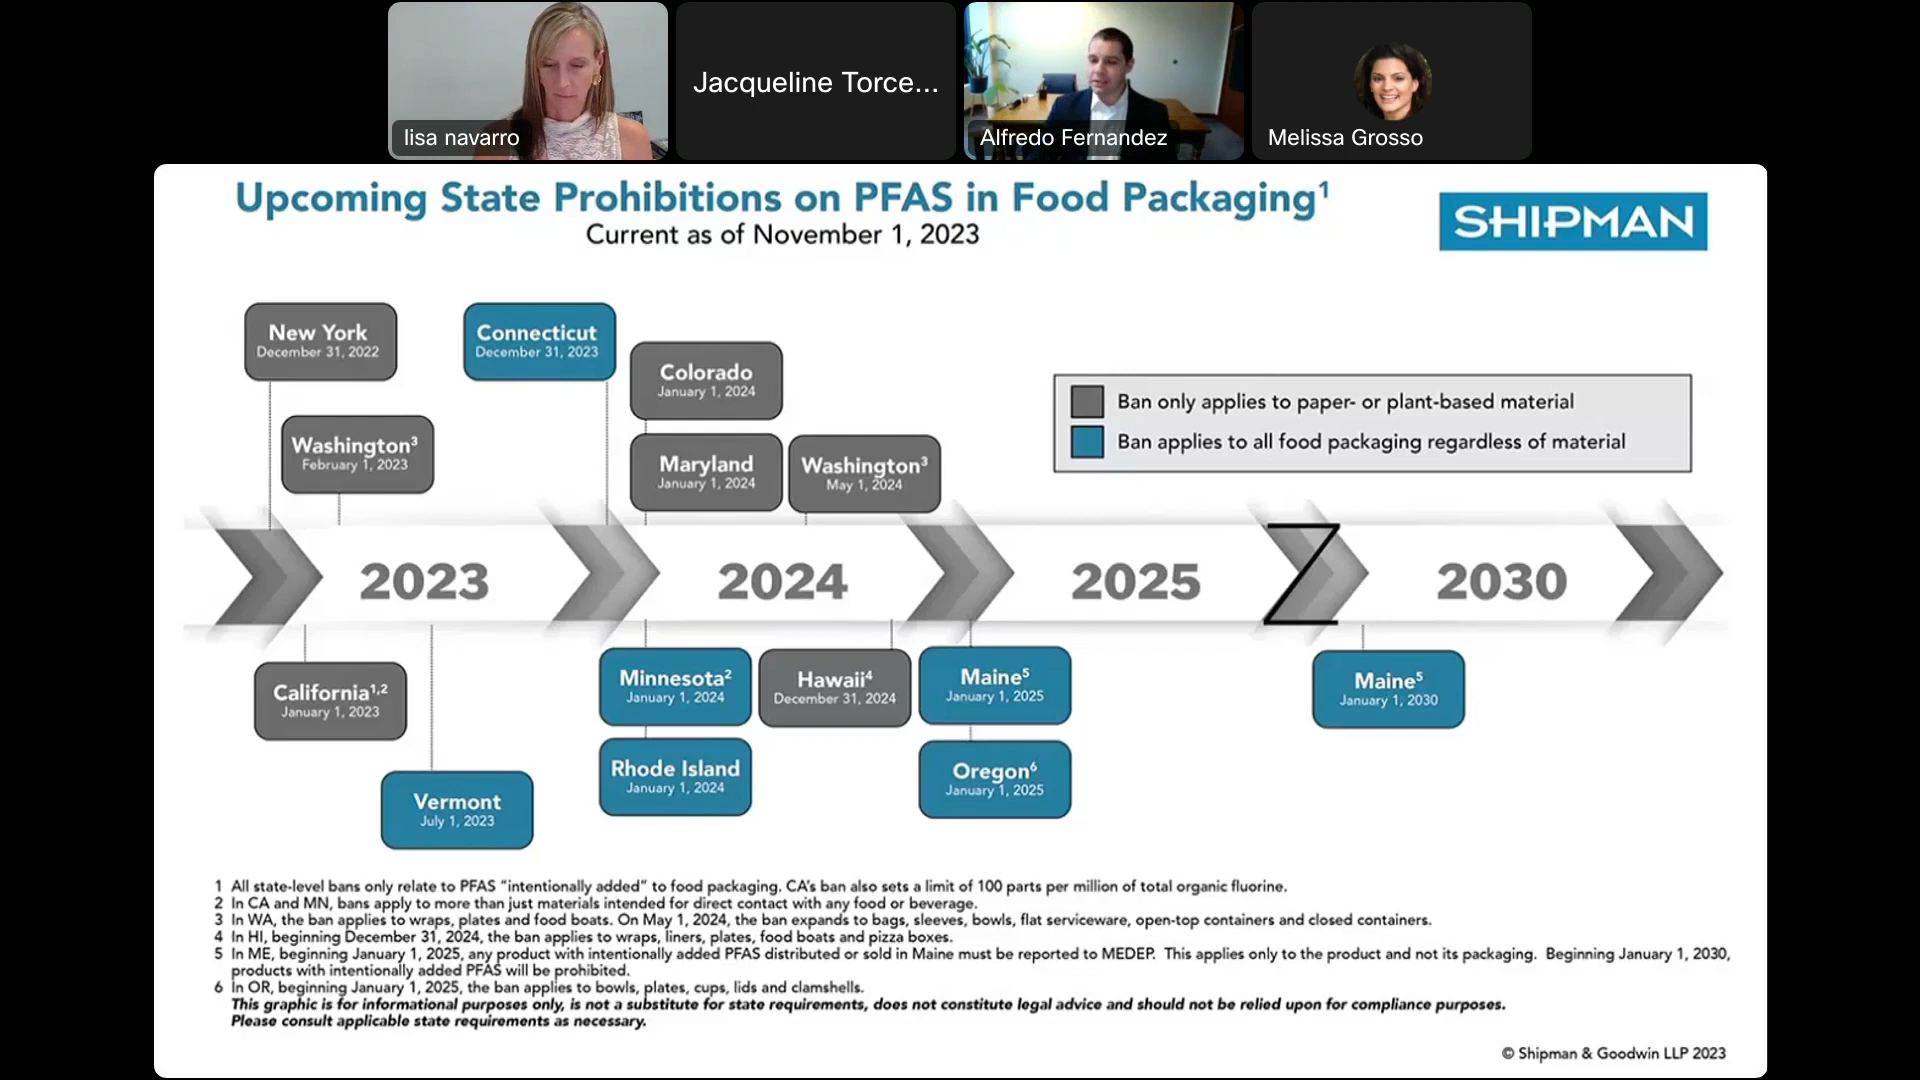 lisa navarro
Jacqueline Torce...
Alfredo Fernandez
Melissa Grosso
Upcoming State Prohibitions on PFAS in Food Packaging¹
Current as of November 1, 2023
SHIPMAN
New York
December 31, 2022
Connecticut
December 31, 2023
Colorado
January 1, 2024
Washington³
February 1, 2023
Maryland
January 1, 2024
Washington³
May 1, 2024
Ban only applies to paper- or plant-based material
Ban applies to all food packaging regardless of material
2023
2024
2025
2030
California¹,²
January 1, 2023
Vermont
July 1, 2023
Minnesota²
January 1, 2024
Rhode Island
January 1, 2024
Hawaii⁴
December 31, 2024
Maine⁵
January 1, 2025
Oregon⁶
January 1, 2025
Maine⁵
January 1, 2030
1 All state-level bans only relate to PFAS "intentionally added" to food packaging. CA's ban also sets a limit of 100 parts per million of total organic fluorine.
2 In CA and MN, bans apply to more than just materials intended for direct contact with any food or beverage.
3 In WA, the ban applies to wraps, plates and food boats. On May 1, 2024, the ban expands to bags, sleeves, bowls, flat serviceware, open-top containers and closed containers.
4 In HI, beginning December 31, 2024, the ban applies to wraps, liners, plates, food boats and pizza boxes.
5 In ME, beginning January 1, 2025, any product with intentionally added PFAS distributed or sold in Maine must be reported to MEDEP. This applies only to the product and not its packaging. Beginning January 1, 2030,
products with intentionally added PFAS will be prohibited.
6 In OR, beginning January 1, 2025, the ban applies to bowls, plates, cups, lids and clamshells.
This graphic is for informational purposes only, is not a substitute for state requirements, does not constitute legal advice and should not be relied upon for compliance purposes.
Please consult applicable state requirements as necessary.
© Shipman & Goodwin LLP 2023